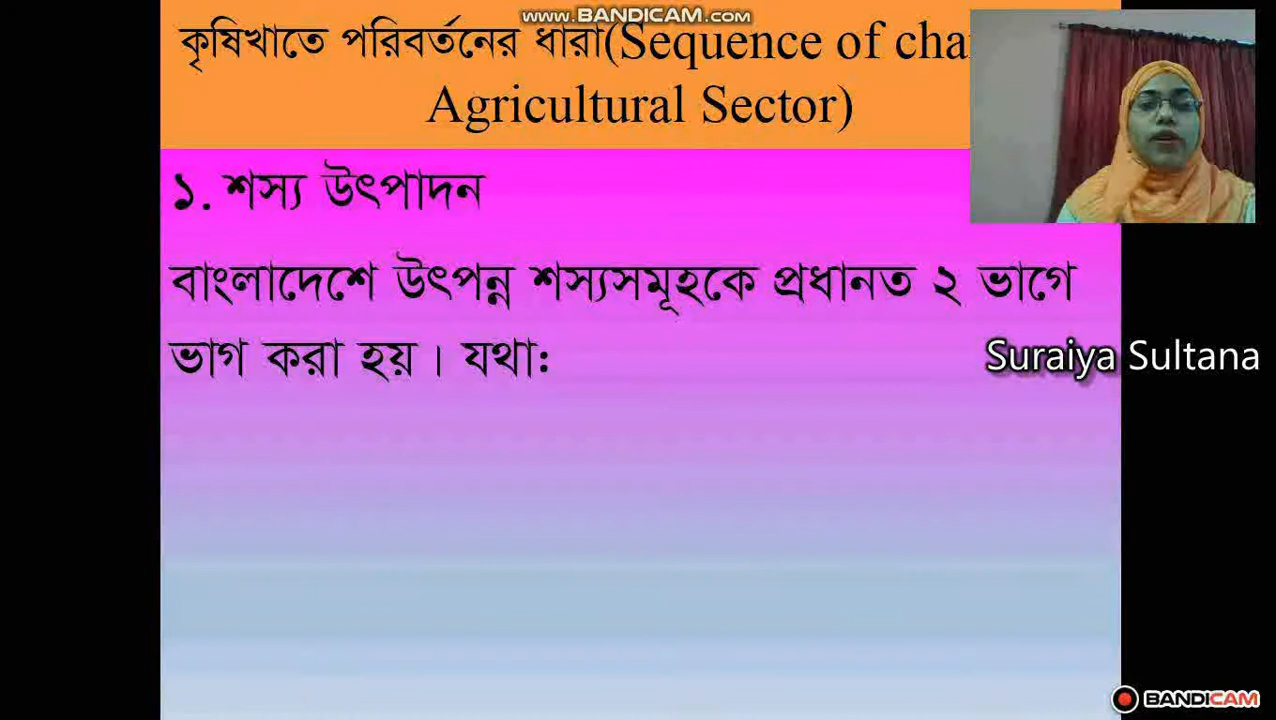 www.BANDICAM.com
কৃষিখাতে পরিবর্তনের ধারা(Sequence of
Agricultural Sector)
১. শস্য উৎপাদন
বাংলাদেশে উৎপন্ন শস্যসমূহকে প্রধানত ২ ভাগে
ভাগ করা হয়। যথাঃ
Suraiya Sultana
BANDICAM